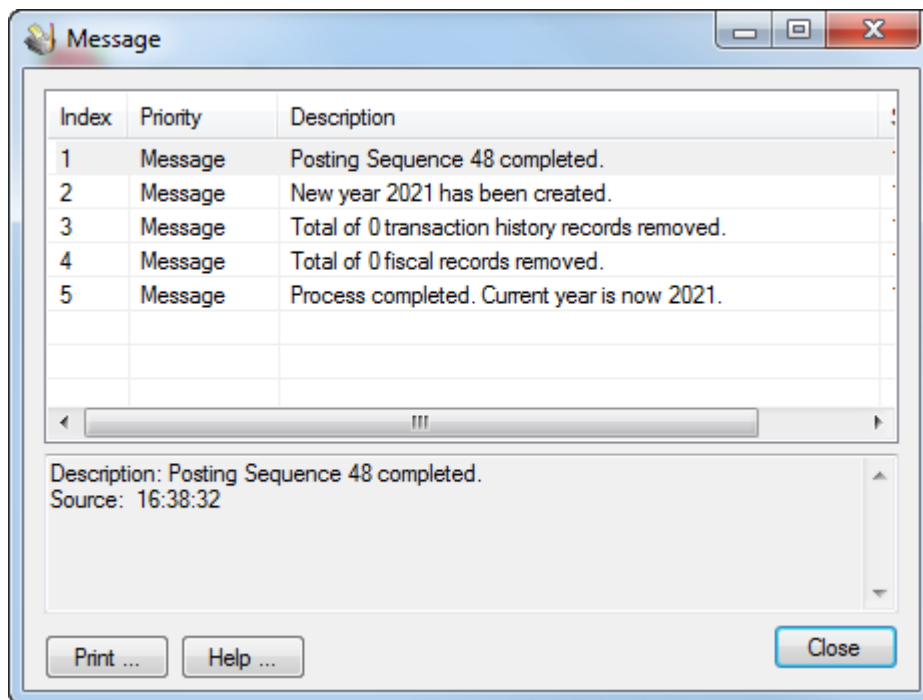 Message
Index Priority Description
1 Message Posting Sequence 48 completed.
2 Message New year 2021 has been created.
3 Message Total of 0 transaction history records removed.
4 Message Total of 0 fiscal records removed.
5 Message Process completed. Current year is now 2021.
Description: Posting Sequence 48 completed.
Source: 16:38:32
Print ... Help ... Close